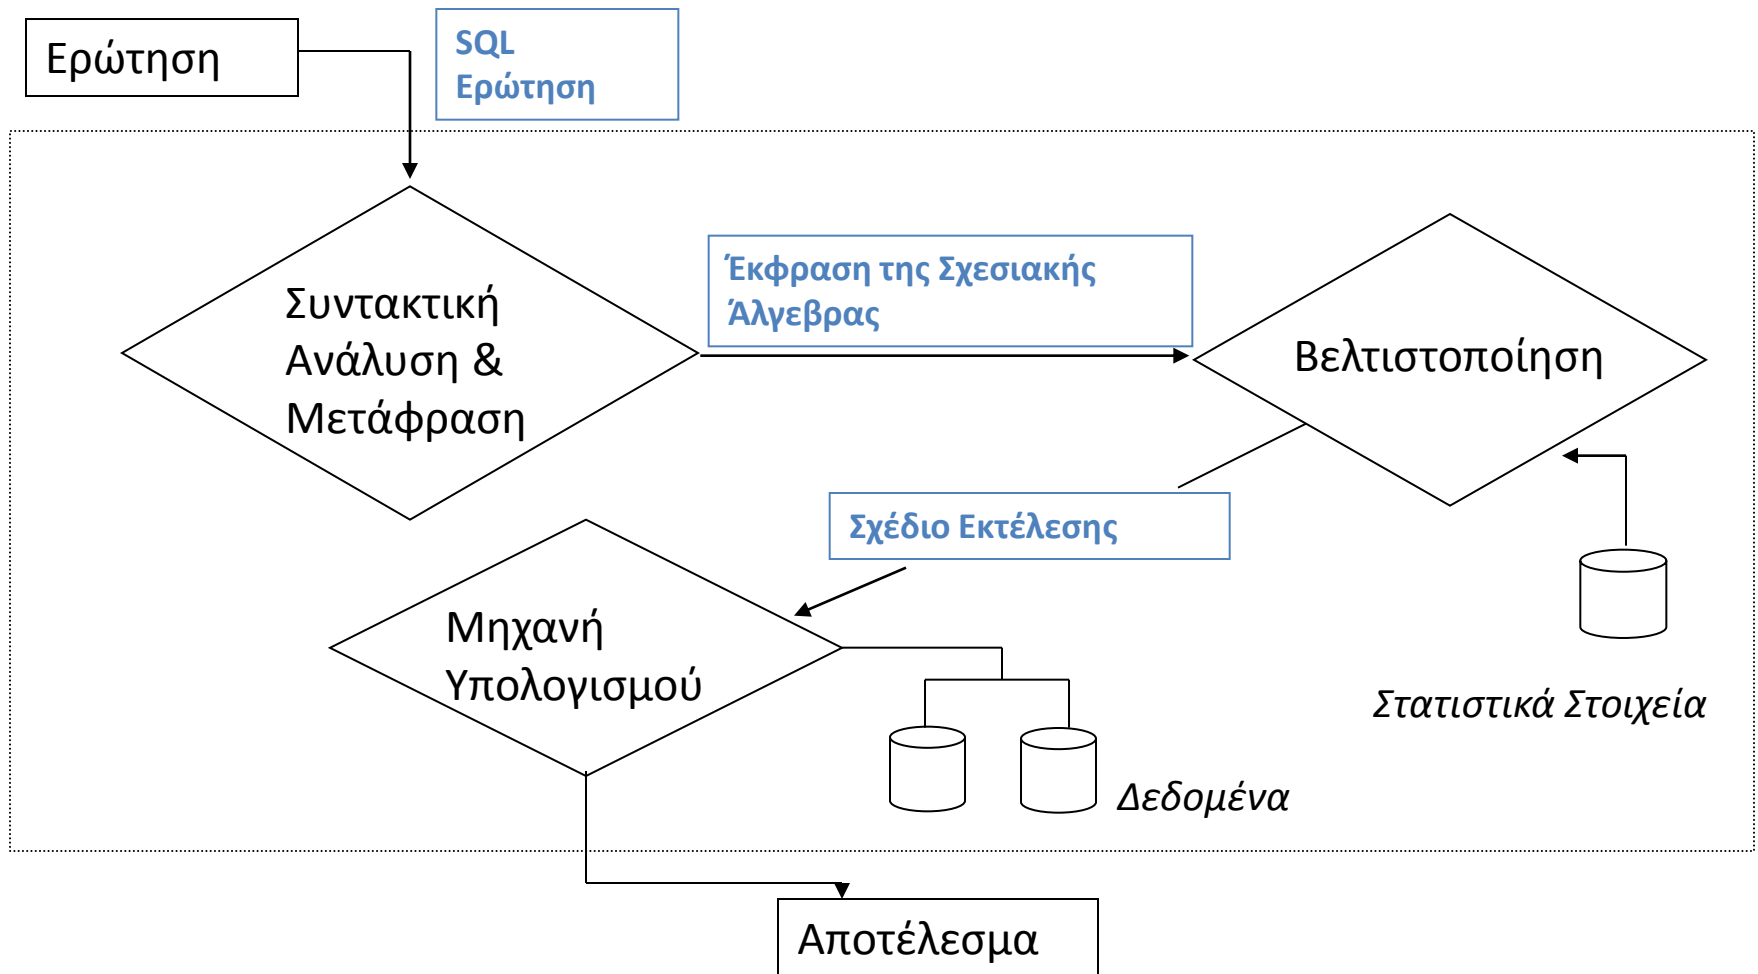 Ερώτηση
SQL
Ερώτηση
Συντακτική
Ανάλυση &
Μετάφραση
Έκφραση της Σχεσιακής
Άλγεβρας
Βελτιστοποίηση
Σχέδιο Εκτέλεσης
Μηχανή
Υπολογισμού
Στατιστικά Στοιχεία
Δεδομένα
Αποτέλεσμα